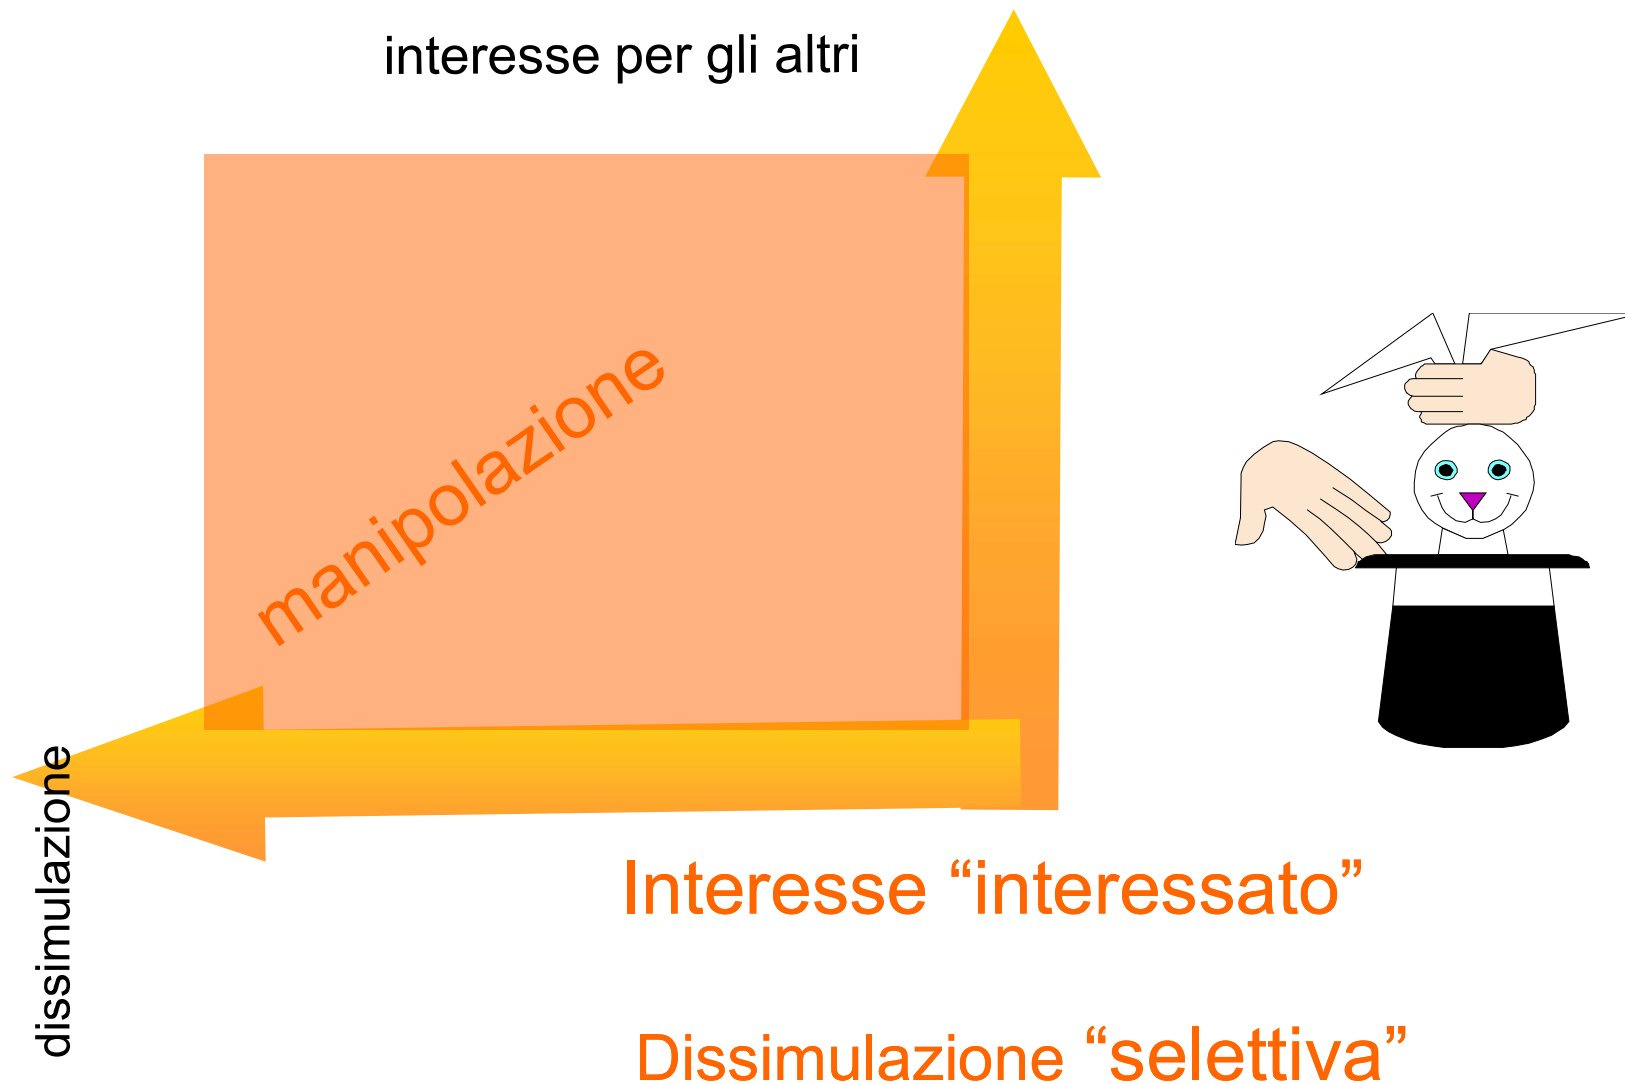 interesse per gli altri
manipolazione
dissimulazione
Interesse “interessato”
Dissimulazione “selettiva”